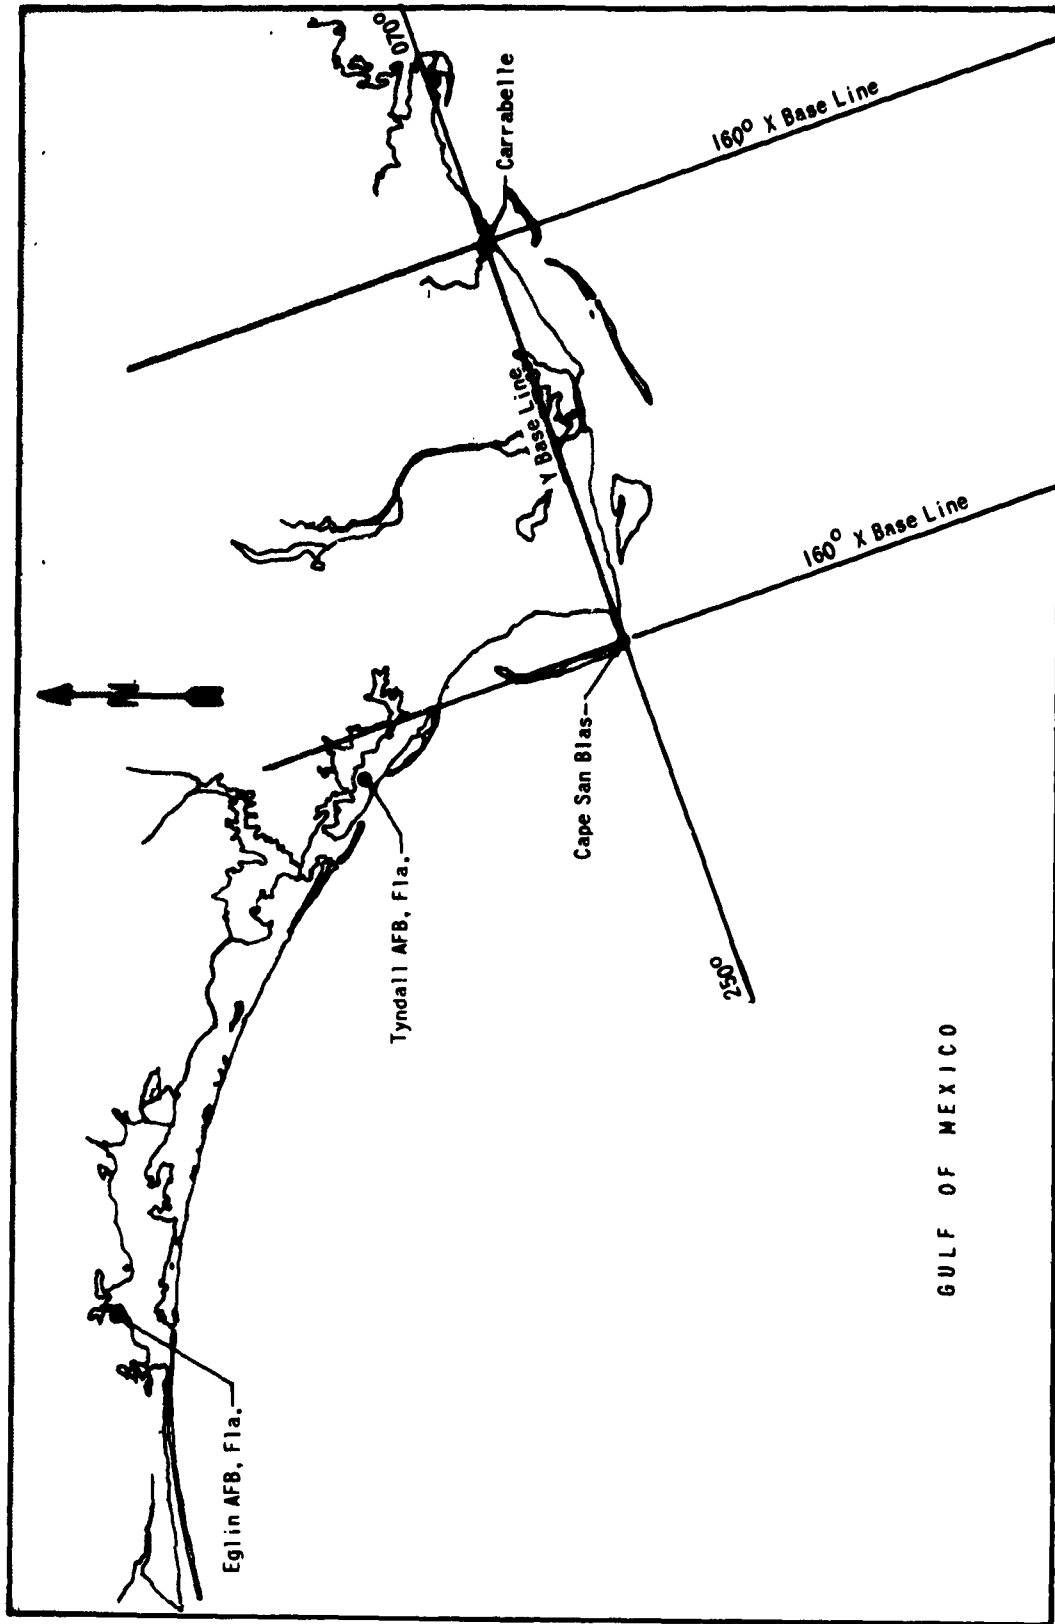 N
070°
Carrabelle
160° X Base Line
Y Base Line
160° X Base Line
Cape San Blas
250°
Tyndall AFB, Fla.
Eglin AFB, Fla.
GULF OF MEXICO